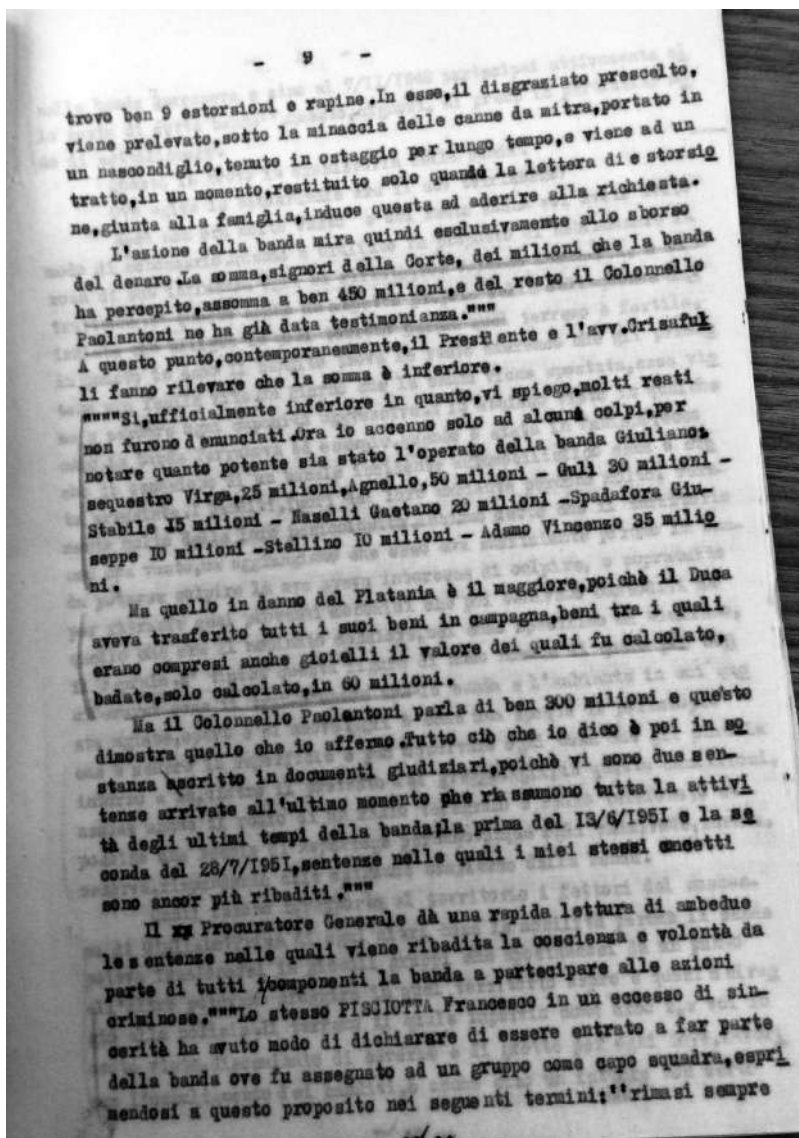 - 9 -
trovo ben 9 estorsioni e rapine.In esse,il disgraziato prescelto,
viene prelevato,sotto la minaccia delle canne da mitra,portato in
un nascondiglio,tenuto in ostaggio per lungo tempo,e viene ad un
tratto,in un momento,restituito solo quando la lettera di e storsio
ne,giunta alla famiglia,induce questa ad aderire alla richiesta.
L'azione della banda mira quindi esclusivamente allo sborso
del denaro.La somma,signori della Corte, dei milioni che la banda
ha percepito,assomma a ben 450 milioni,e del resto il Colonnello
Paolantoni ne ha già data testimonianza."""
A questo punto,contemporaneamente,il Presidente e l'avv.Crisaful
li fanno rilevare che la somma è inferiore.
""""Si,ufficialmente inferiore in quanto,vi spiego,molti reati
non furono denunciati.Ora io accenno solo ad alcuni colpi,per
notare quanto potente sia stato l'operato della banda Giuliano:
sequestro Virga,25 milioni,Agnello,50 milioni - Gulì 30 milioni -
Stabile I5 milioni - Naselli Gaetano 20 milioni -Spadafora Giu-
seppe I0 milioni -Stellino I0 milioni - Adamo Vincenzo 35 milio
ni.
Ma quello in danno del Platania è il maggiore,poichè il Duca
aveva trasferito tutti i suoi beni in campagna,beni tra i quali
erano compresi anche gioielli il valore dei quali fu calcolato,
badate,solo calcolato,in 60 milioni.
Ma il Colonnello Paolantoni parla di ben 300 milioni e questo
dimostra quello che io affermo.Tutto ciò che io dico è poi in so
stanza ascritto in documenti giudiziari,poichè vi sono due sen-
tenze arrivate all'ultimo momento che riassumono tutta la attivi
tà degli ultimi tempi della banda;la prima del I3/6/I95I e la se
conda del 28/7/I95I,sentenze nelle quali i miei stessi concetti
sono ancor più ribaditi."""
Il xx Procuratore Generale dà una rapida lettura di ambedue
le sentenze nelle quali viene ribadita la coscienza e volontà da
parte di tutti i componenti la banda a partecipare alle azioni
criminose."""Lo stesso PISCIOTTA Francesco in un eccesso di sin-
cerità ha avuto modo di dichiarare di essere entrato a far parte
della banda ove fu assegnato ad un gruppo come capo squadra,espri
mendosi a questo proposito nei seguenti termini:"rimasi sempre